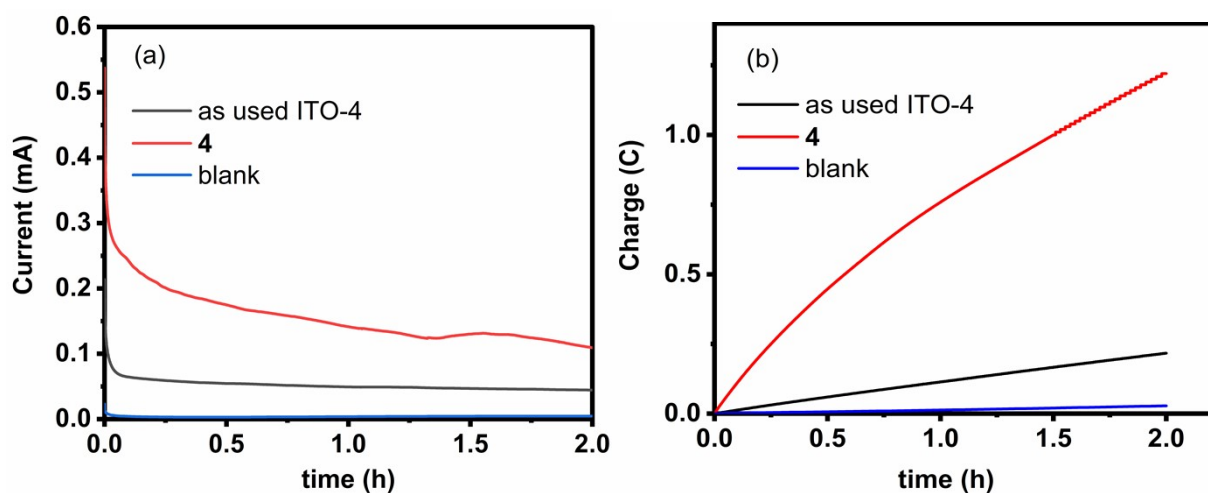 (a)
as used ITO-4
4
blank
Current (mA)
0.6
0.5
0.4
0.3
0.2
0.1
0.0
0.0 0.5 1.0 1.5 2.0
time (h)
(b)
as used ITO-4
4
blank
Charge (C)
1.0
0.5
0.0
0.0 0.5 1.0 1.5 2.0
time (h)